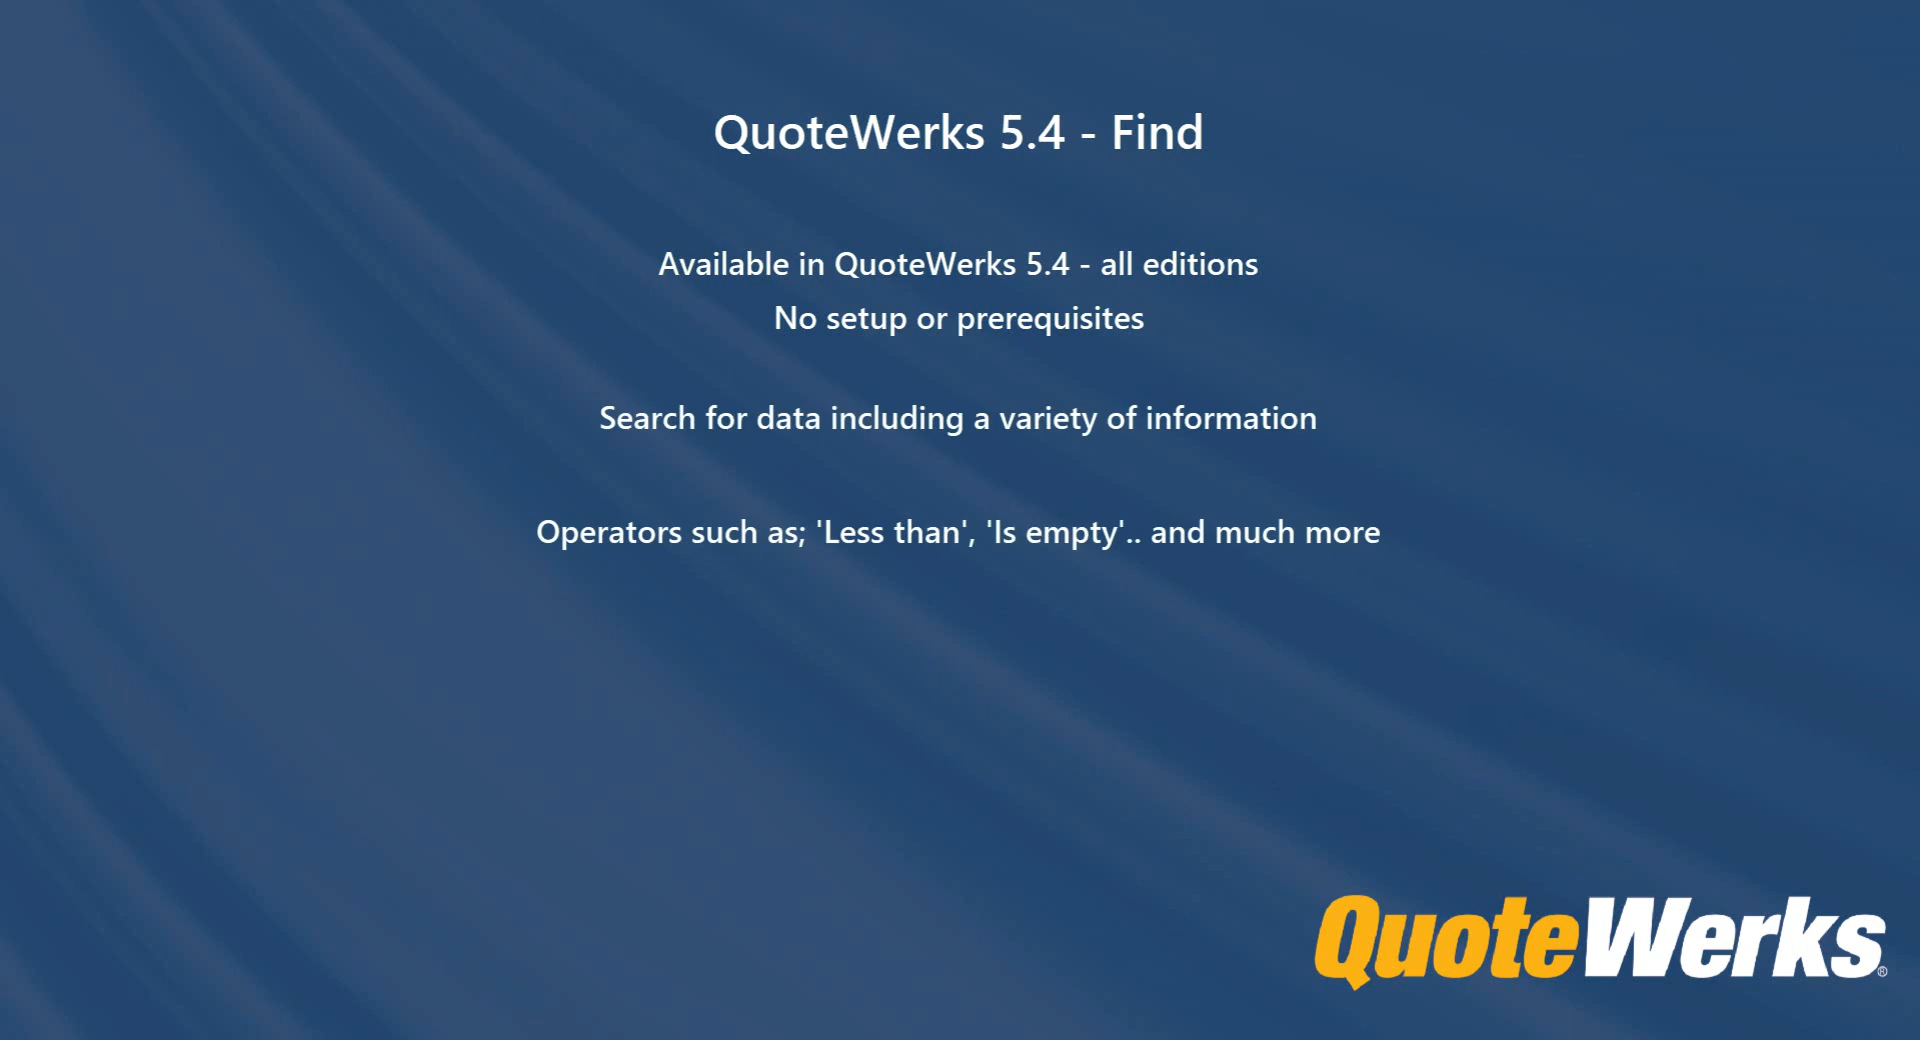 QuoteWerks 5.4 - Find
Available in QuoteWerks 5.4 - all editions
No setup or prerequisites
Search for data including a variety of information
Operators such as; 'Less than', 'Is empty'.. and much more
QuoteWerks®